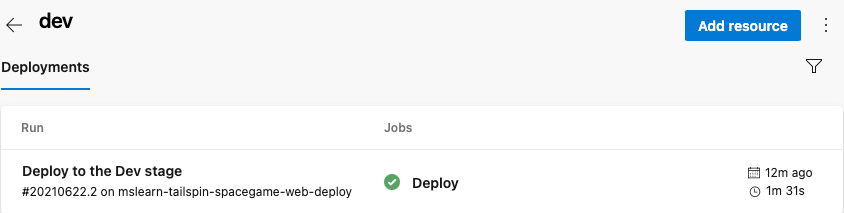 dev
Add resource
Deployments
Run Jobs
Deploy to the Dev stage
#20210622.2 on mslearn-tailspin-spacegame-web-deploy
Deploy
12m ago
1m 31s